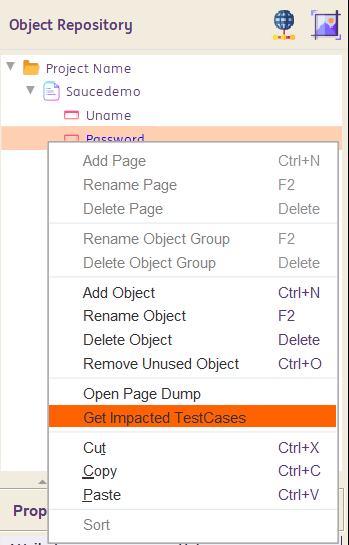 Object Repository
Project Name
Saucedemo
Uname
Password
Add Page Ctrl+N
Rename Page F2
Delete Page Delete
Rename Object Group F2
Delete Object Group Delete
Add Object Ctrl+N
Rename Object F2
Delete Object Delete
Remove Unused Object Ctrl+O
Open Page Dump
Get Impacted TestCases
Cut Ctrl+X
Copy Ctrl+C
Paste Ctrl+V
Sort
Prop